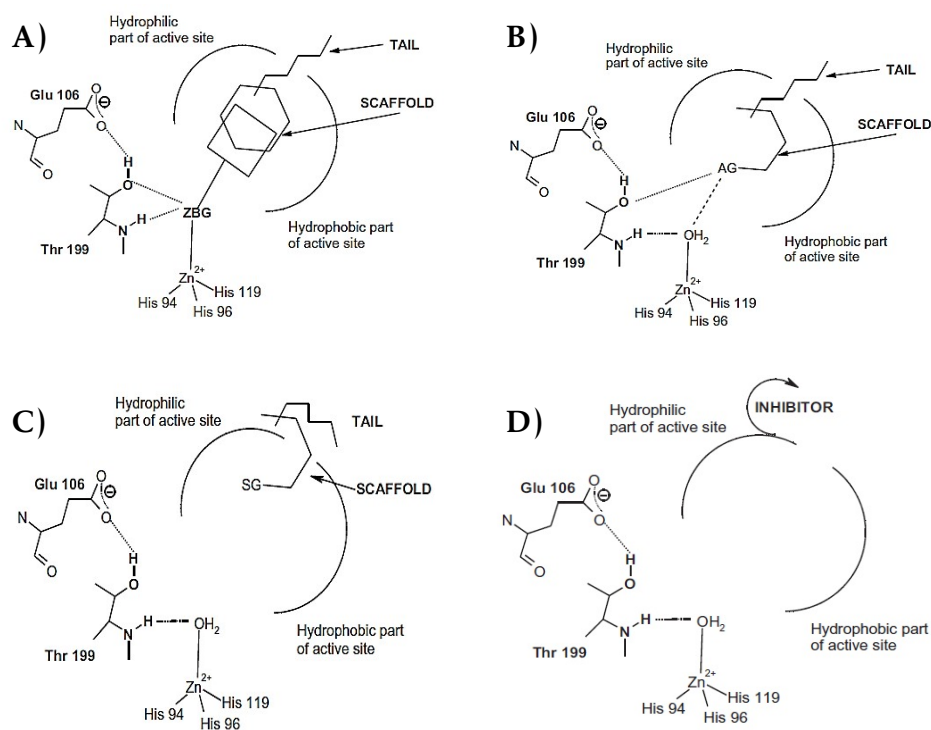 A)
Hydrophilic
part of active site
TAIL
Glu 106
O
⊖
O
SCAFFOLD
N
H
O
O
H
N
ZBG
Thr 199
Hydrophobic part
of active site
Zn2+
His 119
His 94
His 96
B)
Hydrophilic
part of active site
TAIL
Glu 106
O
⊖
O
SCAFFOLD
N
H
O
O
AG
H
N
OH2
Thr 199
Hydrophobic part
of active site
Zn2+
His 119
His 94
His 96
C)
Hydrophilic
part of active site
TAIL
Glu 106
O
⊖
O
SG
SCAFFOLD
N
H
O
O
H
N
OH2
Thr 199
Hydrophobic part
of active site
Zn2+
His 119
His 94
His 96
D)
INHIBITOR
Hydrophilic
part of active site
Glu 106
O
⊖
O
N
H
O
O
H
N
OH2
Thr 199
Hydrophobic part
of active site
Zn2+
His 119
His 94
His 96